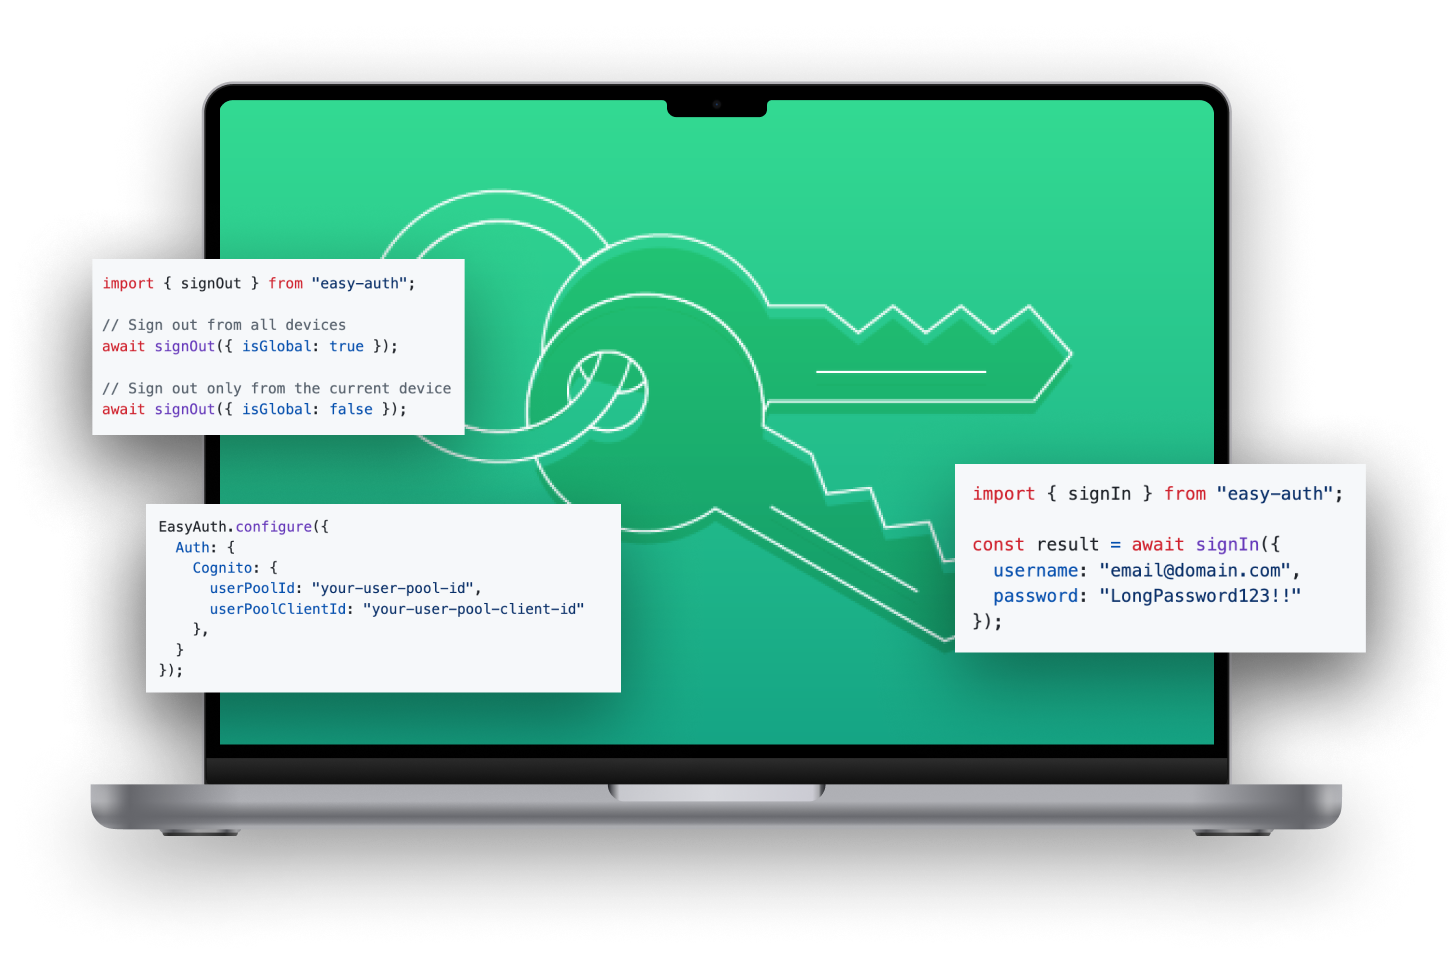 import { signOut } from "easy-auth";
// Sign out from all devices
await signOut({ isGlobal: true });
// Sign out only from the current device
await signOut({ isGlobal: false });
EasyAuth.configure({
Auth: {
Cognito: {
userPoolId: "your-user-pool-id",
userPoolClientId: "your-user-pool-client-id"
},
}
});
import { signIn } from "easy-auth";
const result = await signIn({
username: "email@domain.com",
password: "LongPassword123!!"
});